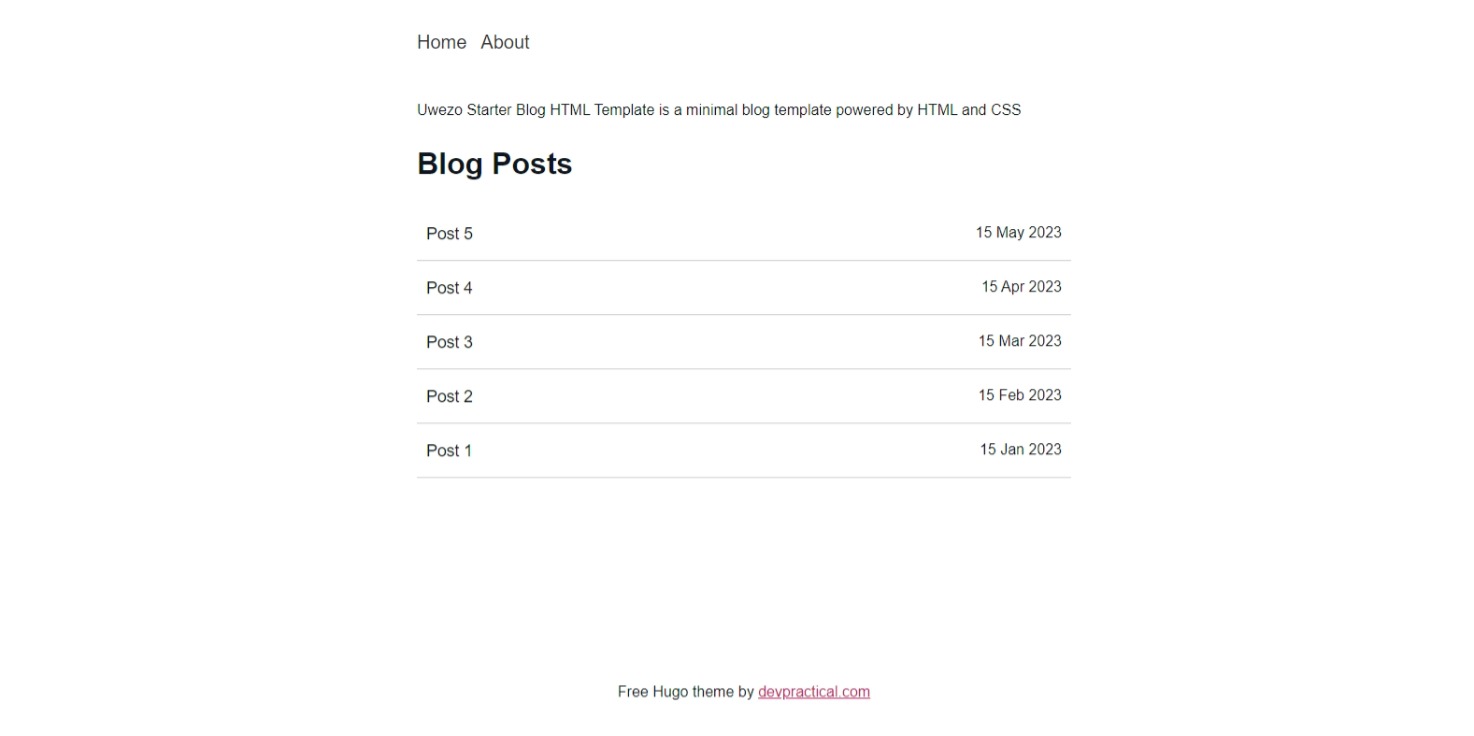 Home About
Uwezo Starter Blog HTML Template is a minimal blog template powered by HTML and CSS
Blog Posts
Post 5 15 May 2023
Post 4 15 Apr 2023
Post 3 15 Mar 2023
Post 2 15 Feb 2023
Post 1 15 Jan 2023
Free Hugo theme by devpractical.com